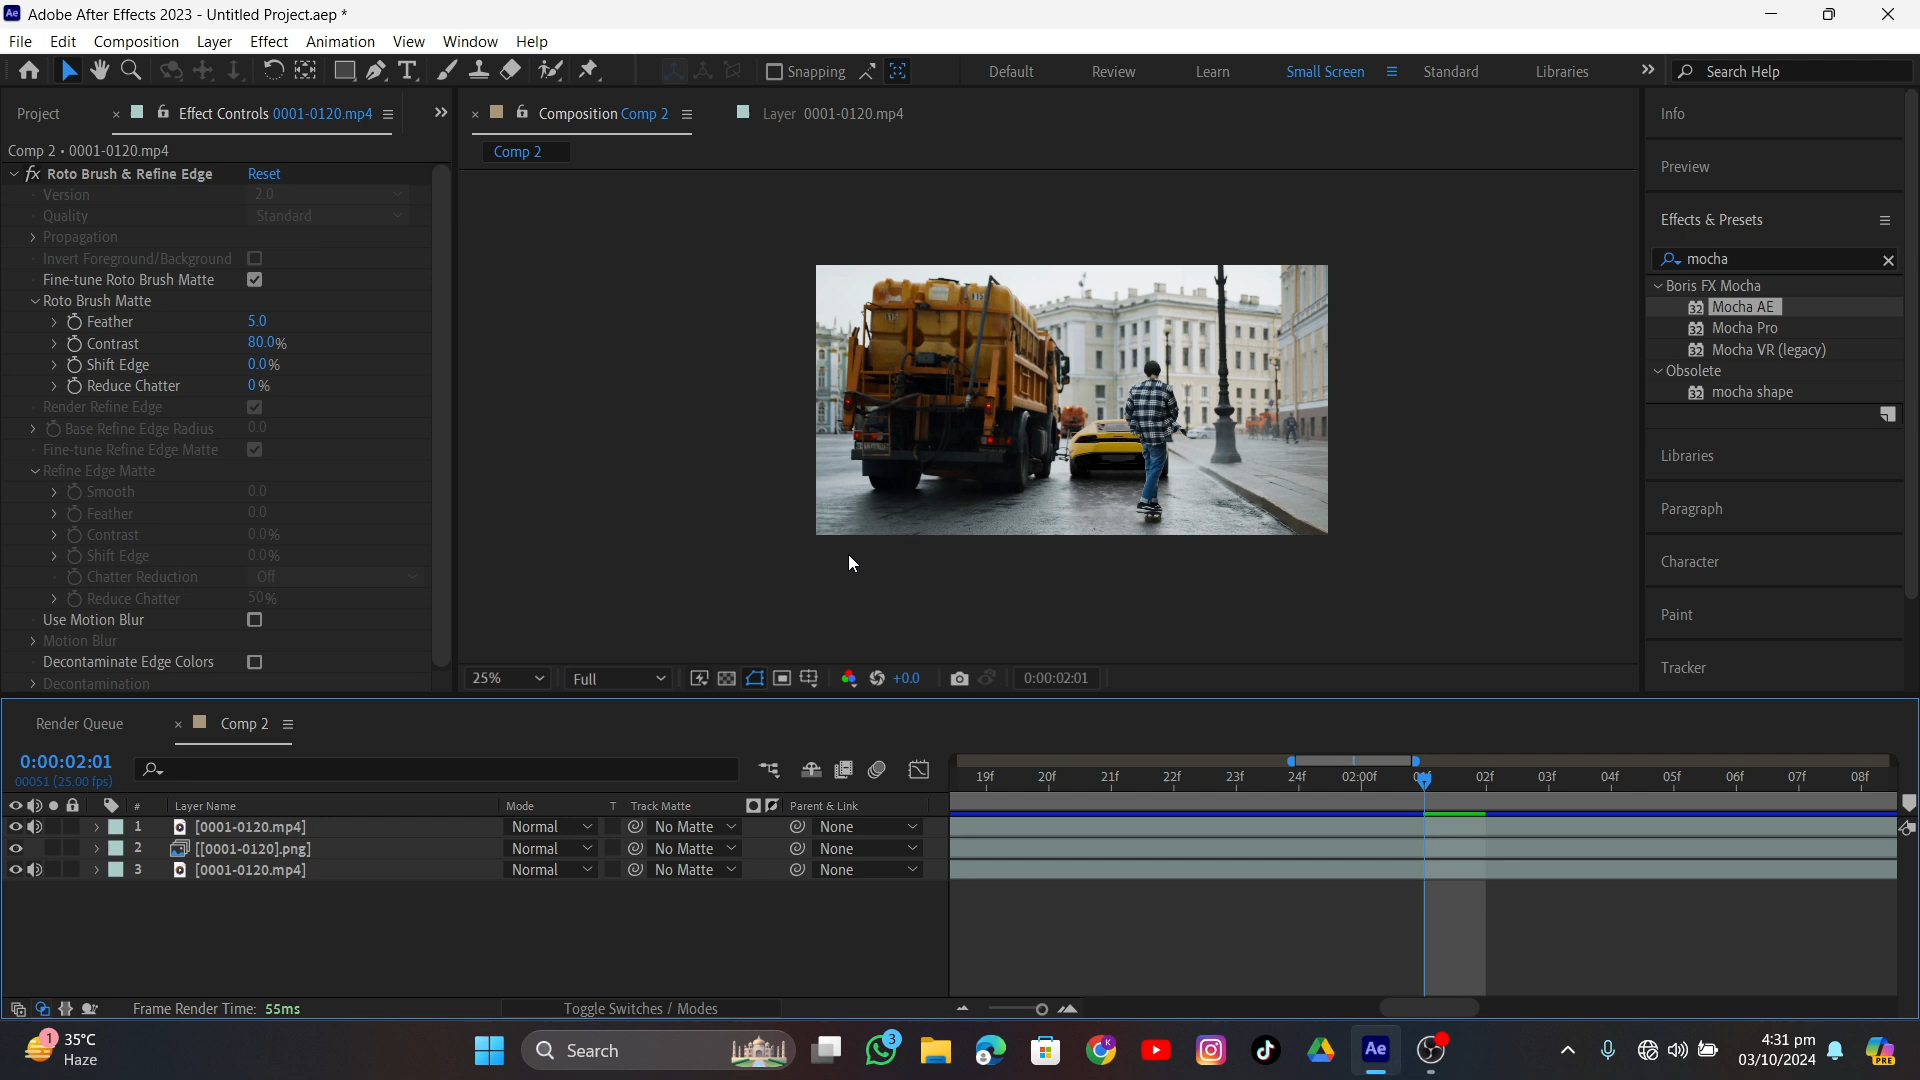 Adobe After Effects 2023 - Untitled Project.aep *
File Edit Composition Layer Effect Animation View Window Help
Snapping Default Review Learn Small Screen Standard Libraries Search Help
Project Effect Controls 0001-0120.mp4
Comp 2 • 0001-0120.mp4
fx Roto Brush & Refine Edge Reset
Version 2.0
Quality Standard
Propagation
Invert Foreground/Background
Fine-tune Roto Brush Matte
Roto Brush Matte
Feather 5.0
Contrast 80.0%
Shift Edge 0.0%
Reduce Chatter 0%
Render Refine Edge
Base Refine Edge Radius 0.0
Fine-tune Refine Edge Matte
Refine Edge Matte
Smooth 0.0
Feather 0.0
Contrast 0.0%
Shift Edge 0.0%
Chatter Reduction Off
Reduce Chatter 50%
Use Motion Blur
Motion Blur
Decontaminate Edge Colors
Decontamination
Composition Comp 2 Layer 0001-0120.mp4
Comp 2
25% Full +0.0 0:00:02:01
Info
Preview
Effects & Presets
mocha
Boris FX Mocha
32 Mocha AE
32 Mocha Pro
32 Mocha VR (legacy)
Obsolete
32 mocha shape
Libraries
Paragraph
Character
Paint
Tracker
Render Queue Comp 2
0:00:02:01
00051 (25.00 fps)
19f 20f 21f 22f 23f 24f 02:00f 01f 02f 03f 04f 05f 06f 07f 08f
# Layer Name Mode T Track Matte Parent & Link
1 [0001-0120.mp4] Normal No Matte None
2 [[0001-0120].png] Normal No Matte None
3 [0001-0120.mp4] Normal No Matte None
Frame Render Time: 55ms Toggle Switches / Modes
1 35°C
Haze
Search
3
K
Ae
PRE
4:31 pm
03/10/2024